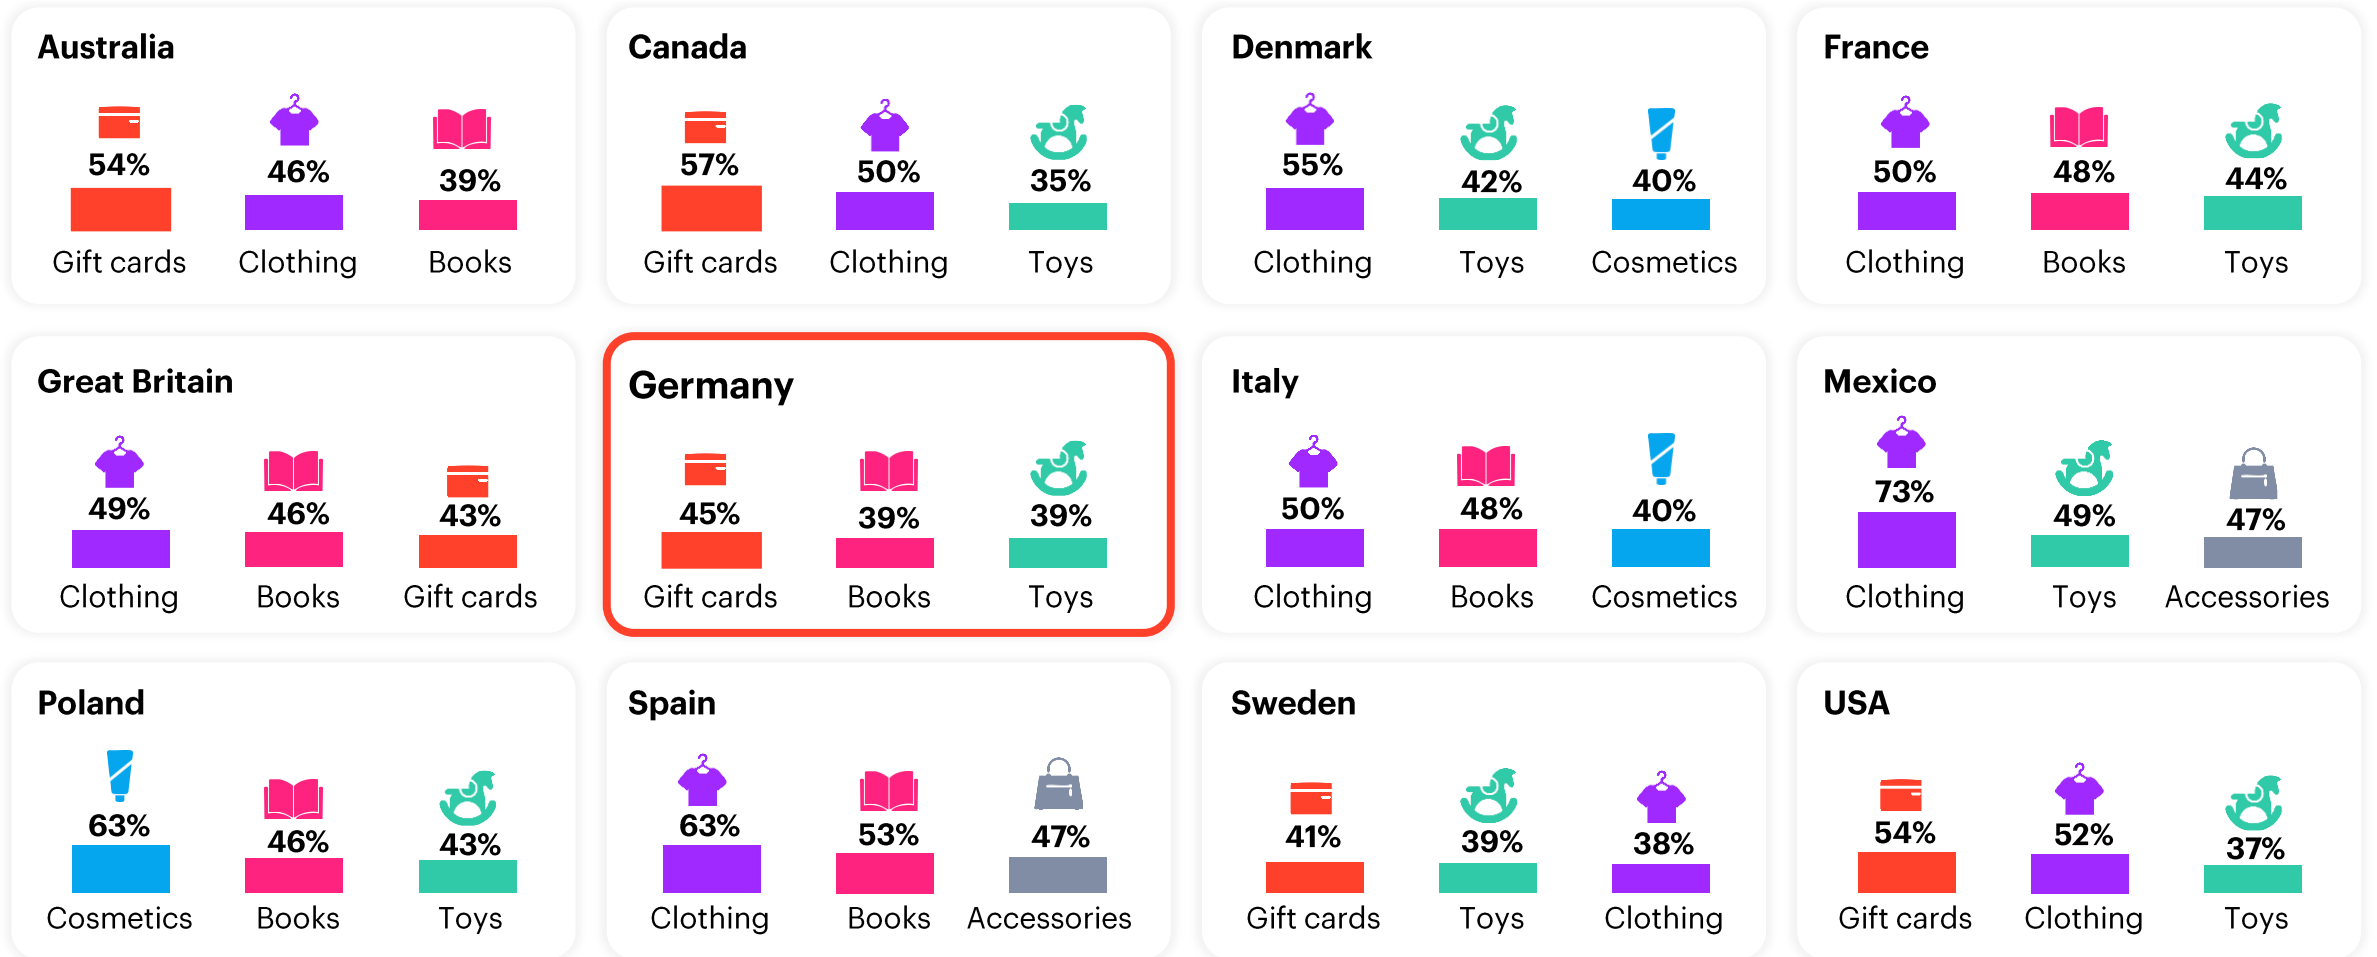 Australia
54% 46% 39%
Gift cards Clothing Books
Canada
57% 50% 35%
Gift cards Clothing Toys
Denmark
55% 42% 40%
Clothing Toys Cosmetics
France
50% 48% 44%
Clothing Books Toys
Great Britain
49% 46% 43%
Clothing Books Gift cards
Germany
45% 39% 39%
Gift cards Books Toys
Italy
50% 48% 40%
Clothing Books Cosmetics
Mexico
73% 49% 47%
Clothing Toys Accessories
Poland
63% 46% 43%
Cosmetics Books Toys
Spain
63% 53% 47%
Clothing Books Accessories
Sweden
41% 39% 38%
Gift cards Toys Clothing
USA
54% 52% 37%
Gift cards Clothing Toys